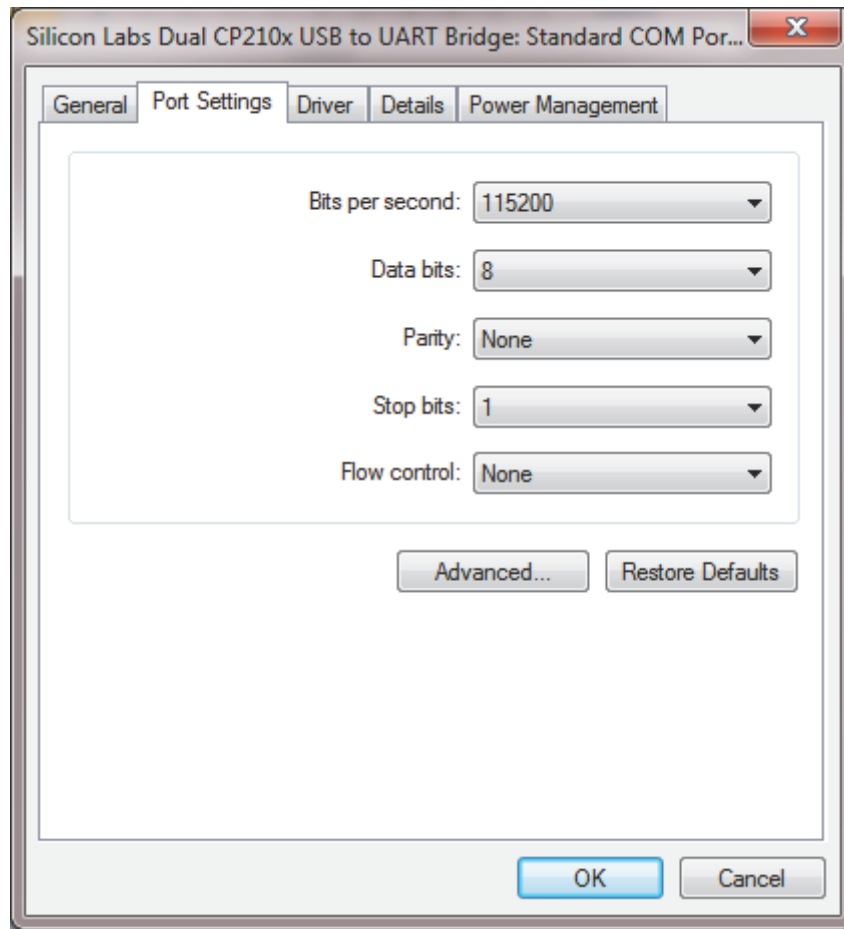 Silicon Labs Dual CP210x USB to UART Bridge: Standard COM Por...
General Port Settings Driver Details Power Management
Bits per second: 115200
Data bits: 8
Parity: None
Stop bits: 1
Flow control: None
Advanced... Restore Defaults
OK Cancel